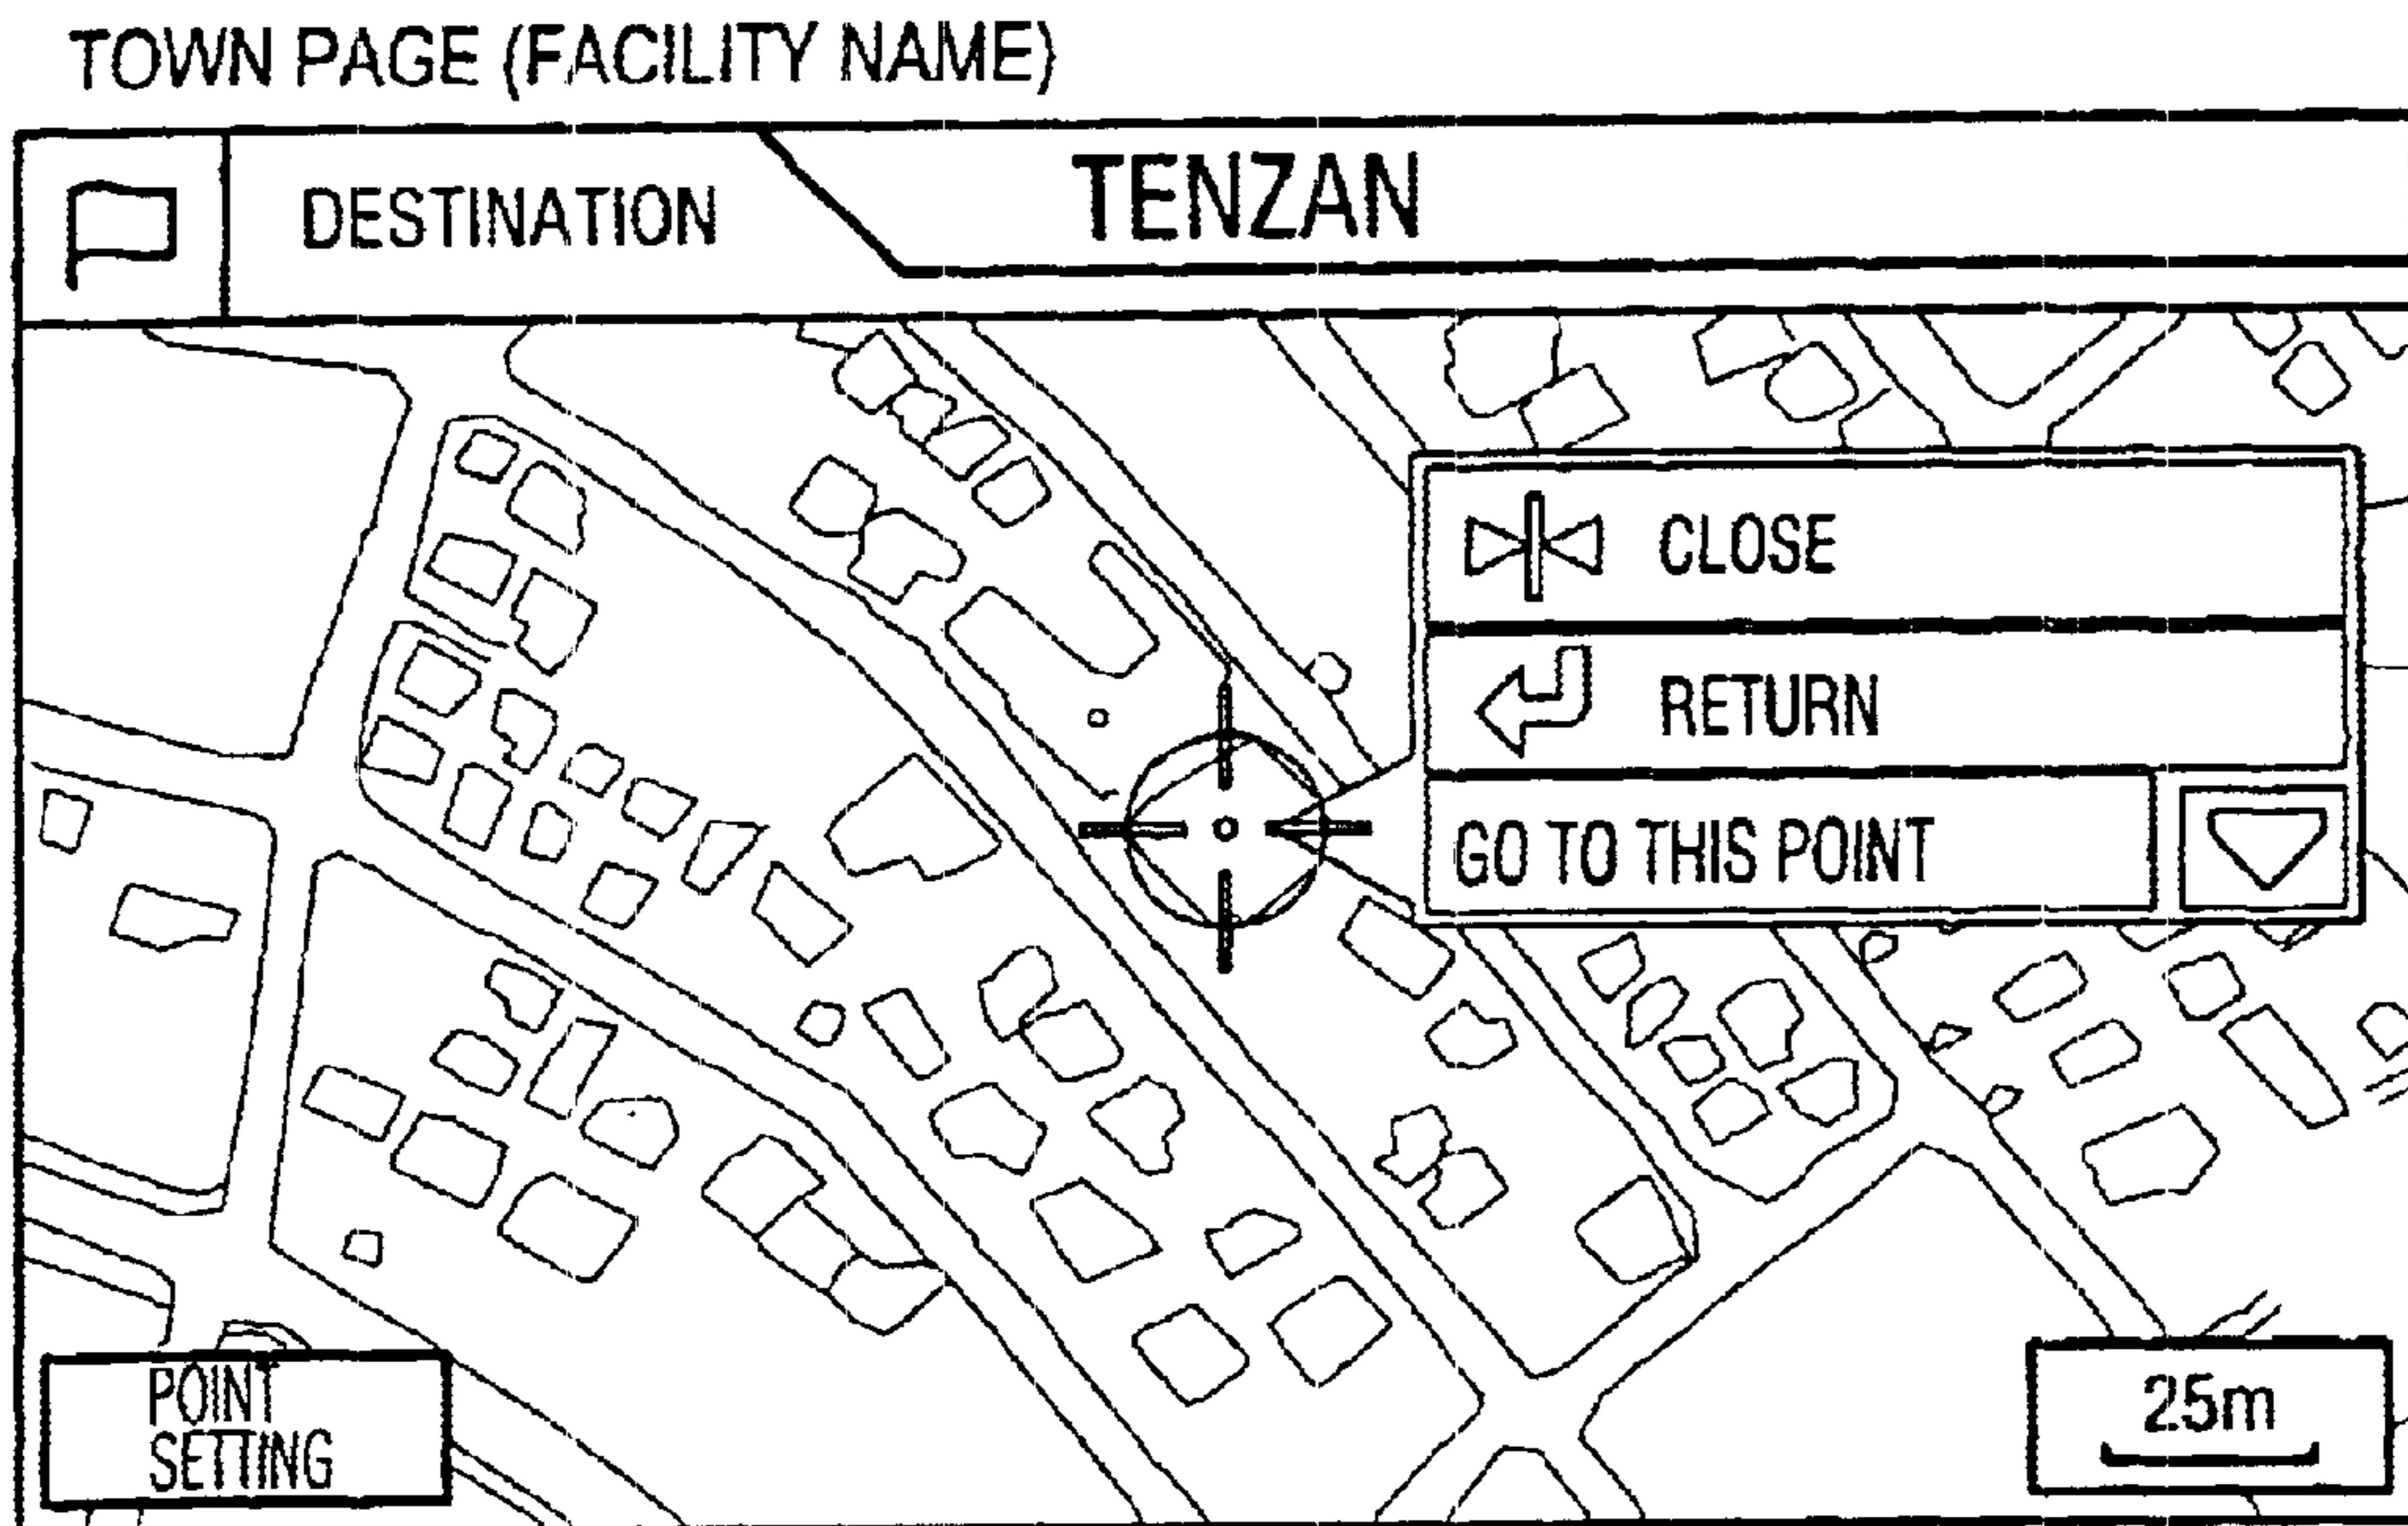 TOWN PAGE (FACILITY NAME)
DESTINATION
TENZAN
CLOSE
RETURN
GO TO THIS POINT
POINT
SETTING
25m